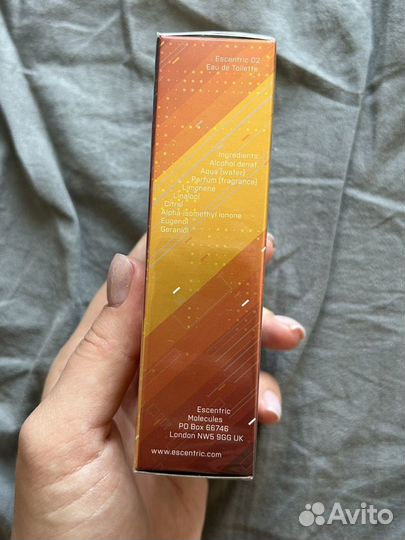 Escentric 02
Eau de Toilette
Ingredients:
Alcohol denat
Aqua (water)
Parfum (fragrance)
Limonene
Linalool
Citral
Alpha-isomethyl ionone
Eugenol
Geraniol
Escentric
Molecules
PO Box 66746
London NW5 9GG UK
www.escentric.com
Avito